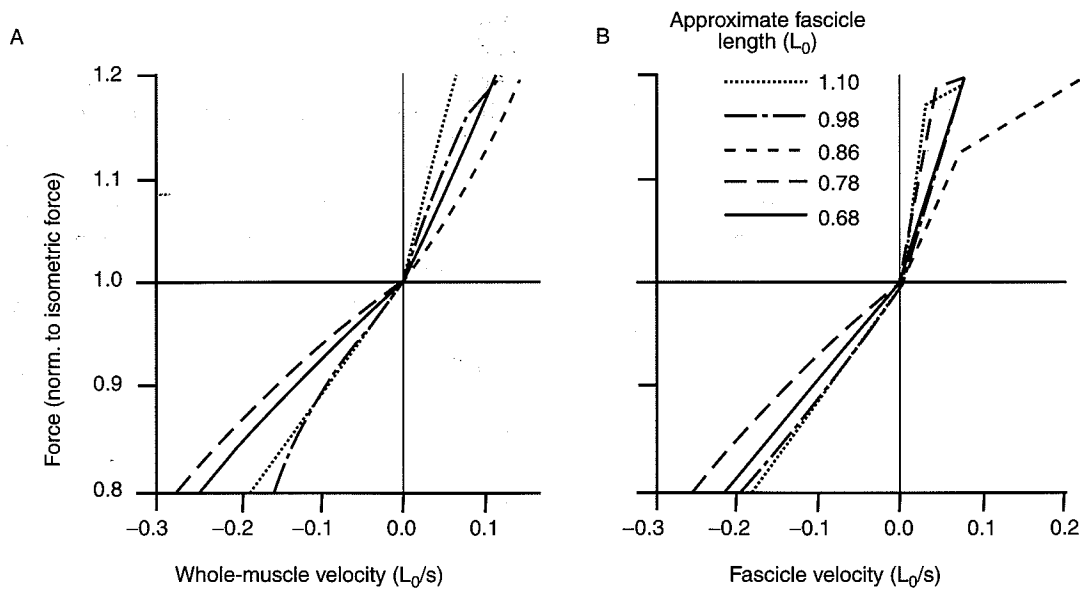 A
B
Approximate fascicle
length (L0)
1.10
0.98
0.86
0.78
0.68
Force (norm. to isometric force)
1.2
1.1
1.0
0.9
0.8
−0.3 −0.2 −0.1 0.0 0.1
Whole-muscle velocity (L0/s)
−0.3 −0.2 −0.1 0.0 0.1 0.2
Fascicle velocity (L0/s)